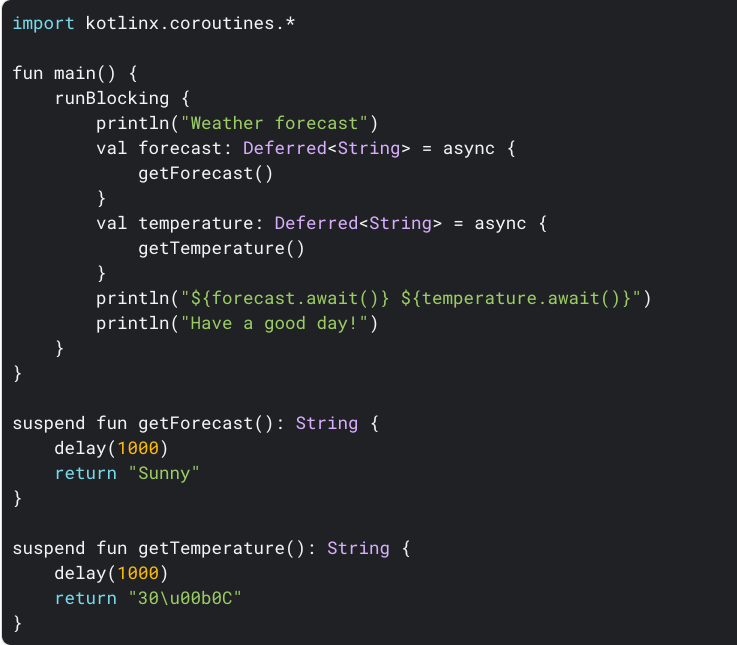 import kotlinx.coroutines.*
fun main() {
    runBlocking {
        println("Weather forecast")
        val forecast: Deferred<String> = async {
            getForecast()
        }
        val temperature: Deferred<String> = async {
            getTemperature()
        }
        println("${forecast.await()} ${temperature.await()}")
        println("Have a good day!")
    }
}
suspend fun getForecast(): String {
    delay(1000)
    return "Sunny"
}
suspend fun getTemperature(): String {
    delay(1000)
    return "30\u00b0C"
}